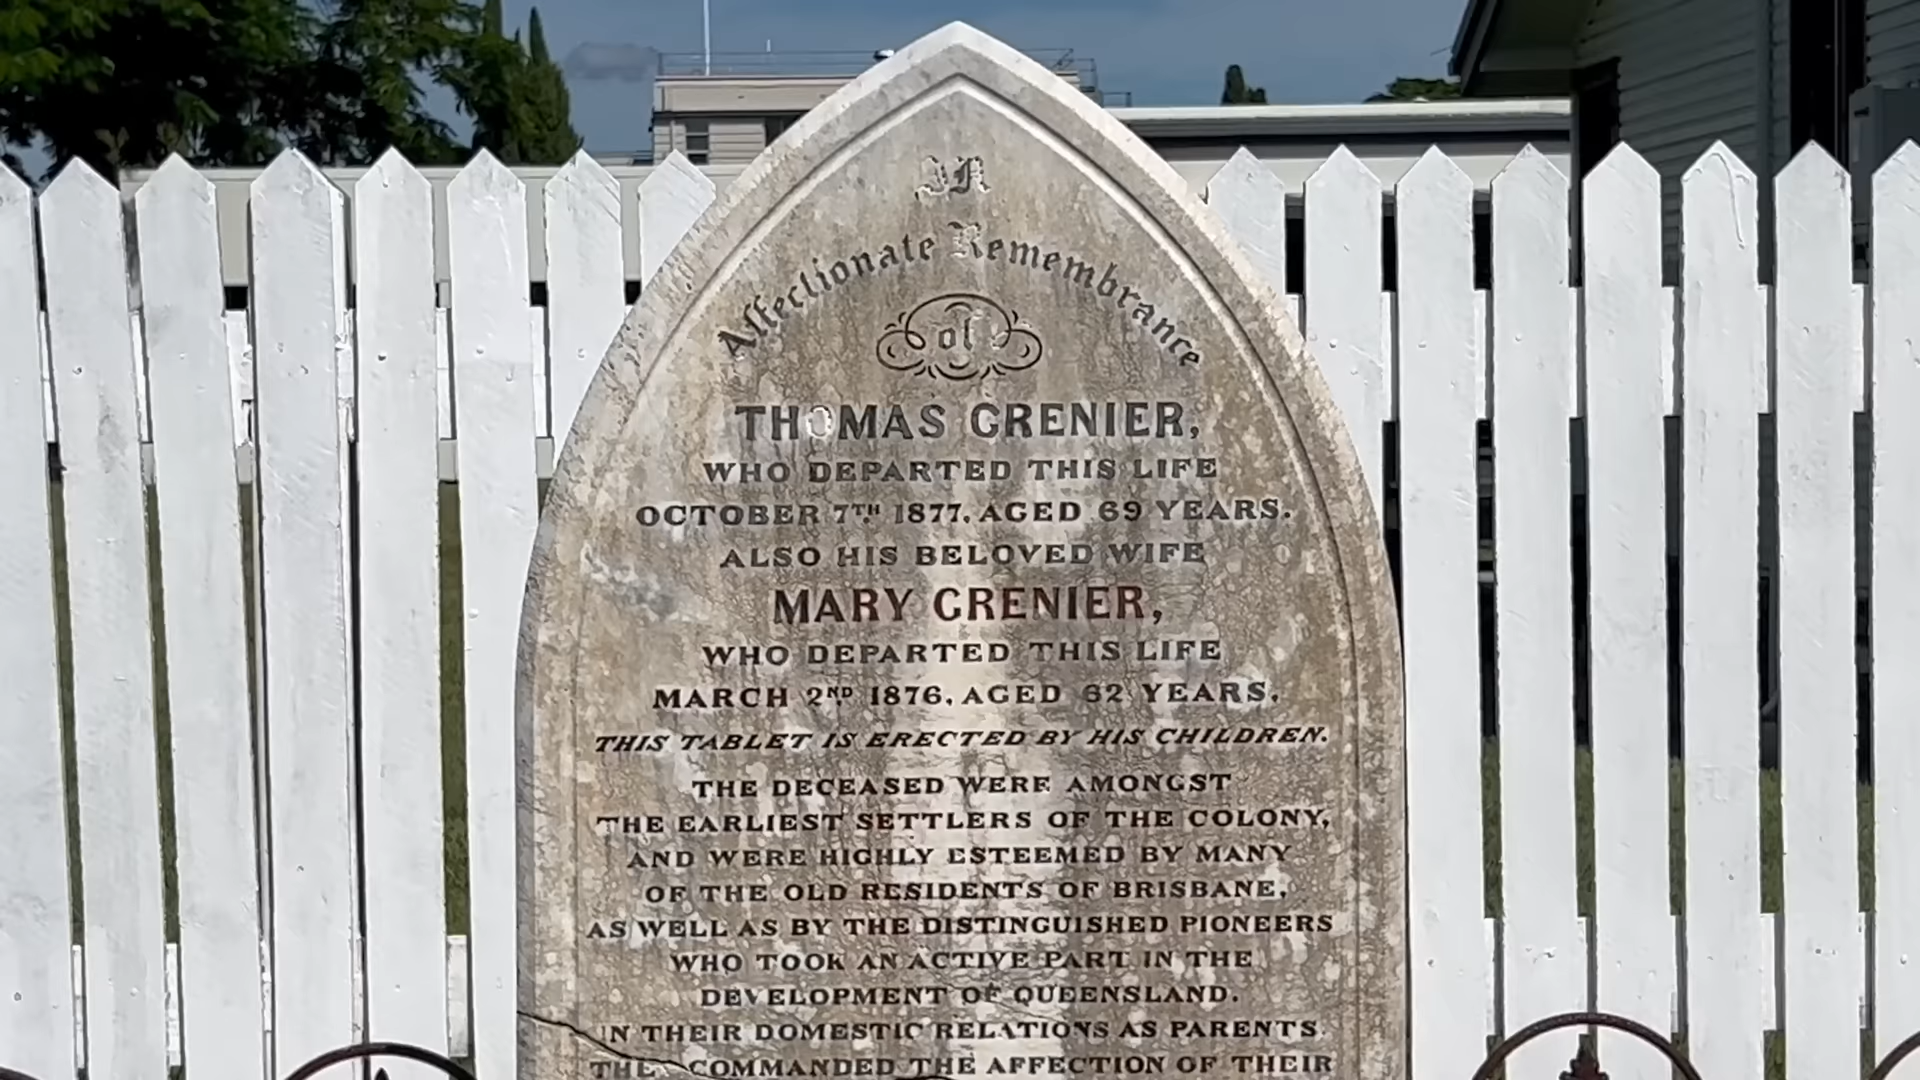 In
Affectionate Remembrance
of
THOMAS GRENIER,
WHO DEPARTED THIS LIFE
OCTOBER 7TH 1877, AGED 69 YEARS.
ALSO HIS BELOVED WIFE
MARY GRENIER,
WHO DEPARTED THIS LIFE
MARCH 2ND 1876, AGED 62 YEARS.
THIS TABLET IS ERECTED BY HIS CHILDREN.
THE DECEASED WERE AMONGST
THE EARLIEST SETTLERS OF THE COLONY,
AND WERE HIGHLY ESTEEMED BY MANY
OF THE OLD RESIDENTS OF BRISBANE,
AS WELL AS BY THE DISTINGUISHED PIONEERS
WHO TOOK AN ACTIVE PART IN THE
DEVELOPMENT OF QUEENSLAND.
IN THEIR DOMESTIC RELATIONS AS PARENTS
THEY COMMANDED THE AFFECTION OF THEIR